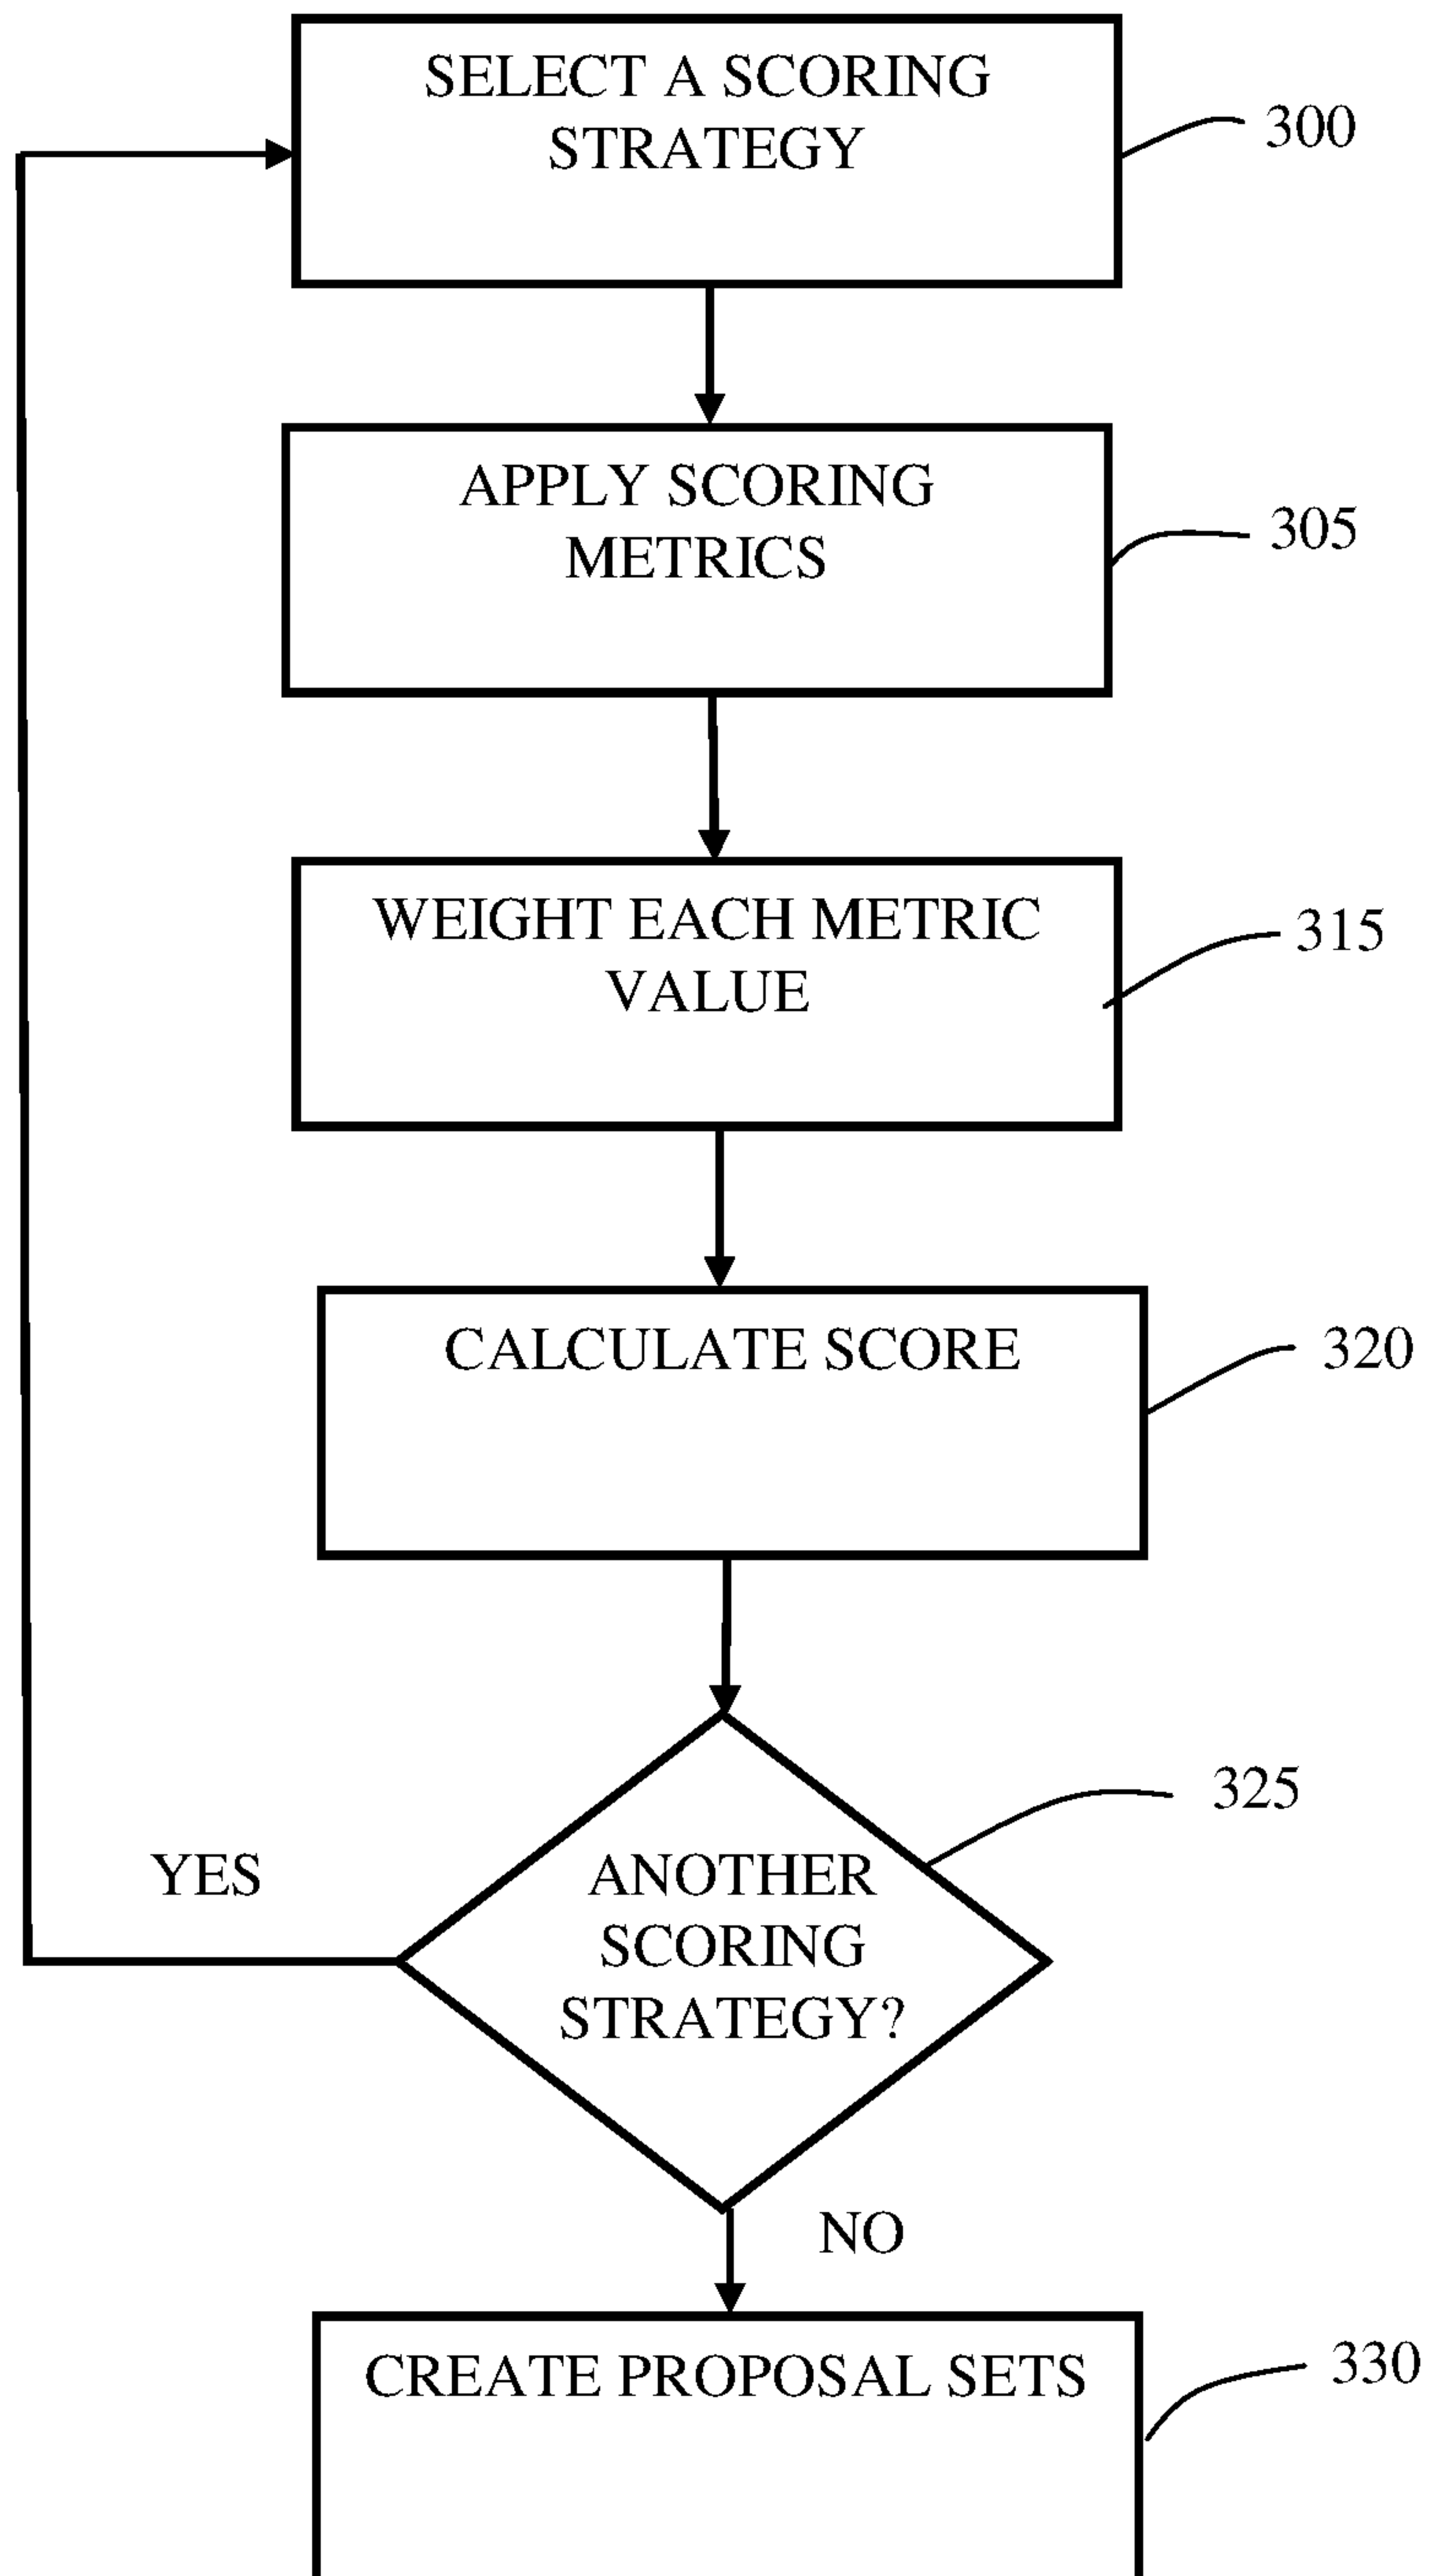 SELECT A SCORING
STRATEGY
300
APPLY SCORING
METRICS
305
WEIGHT EACH METRIC
VALUE
315
CALCULATE SCORE
320
325
YES
ANOTHER
SCORING
STRATEGY?
NO
CREATE PROPOSAL SETS
330